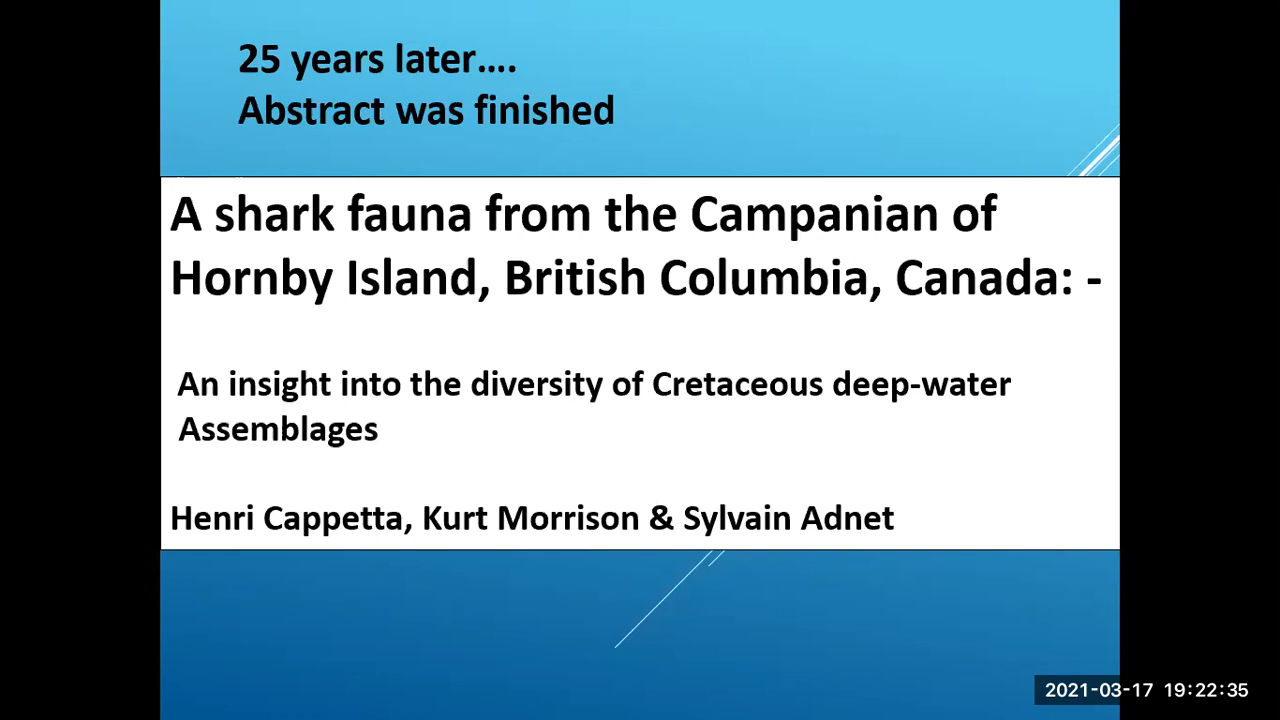 25 years later….
Abstract was finished
A shark fauna from the Campanian of
Hornby Island, British Columbia, Canada: -
An insight into the diversity of Cretaceous deep-water
Assemblages
Henri Cappetta, Kurt Morrison & Sylvain Adnet
2021-03-17 19:22:35